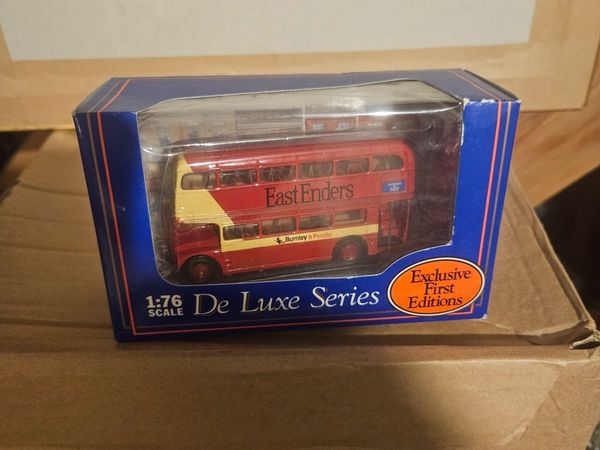 EastEnders
Burnley & Pendle
1:76
SCALE
De Luxe Series
Exclusive
First
Editions